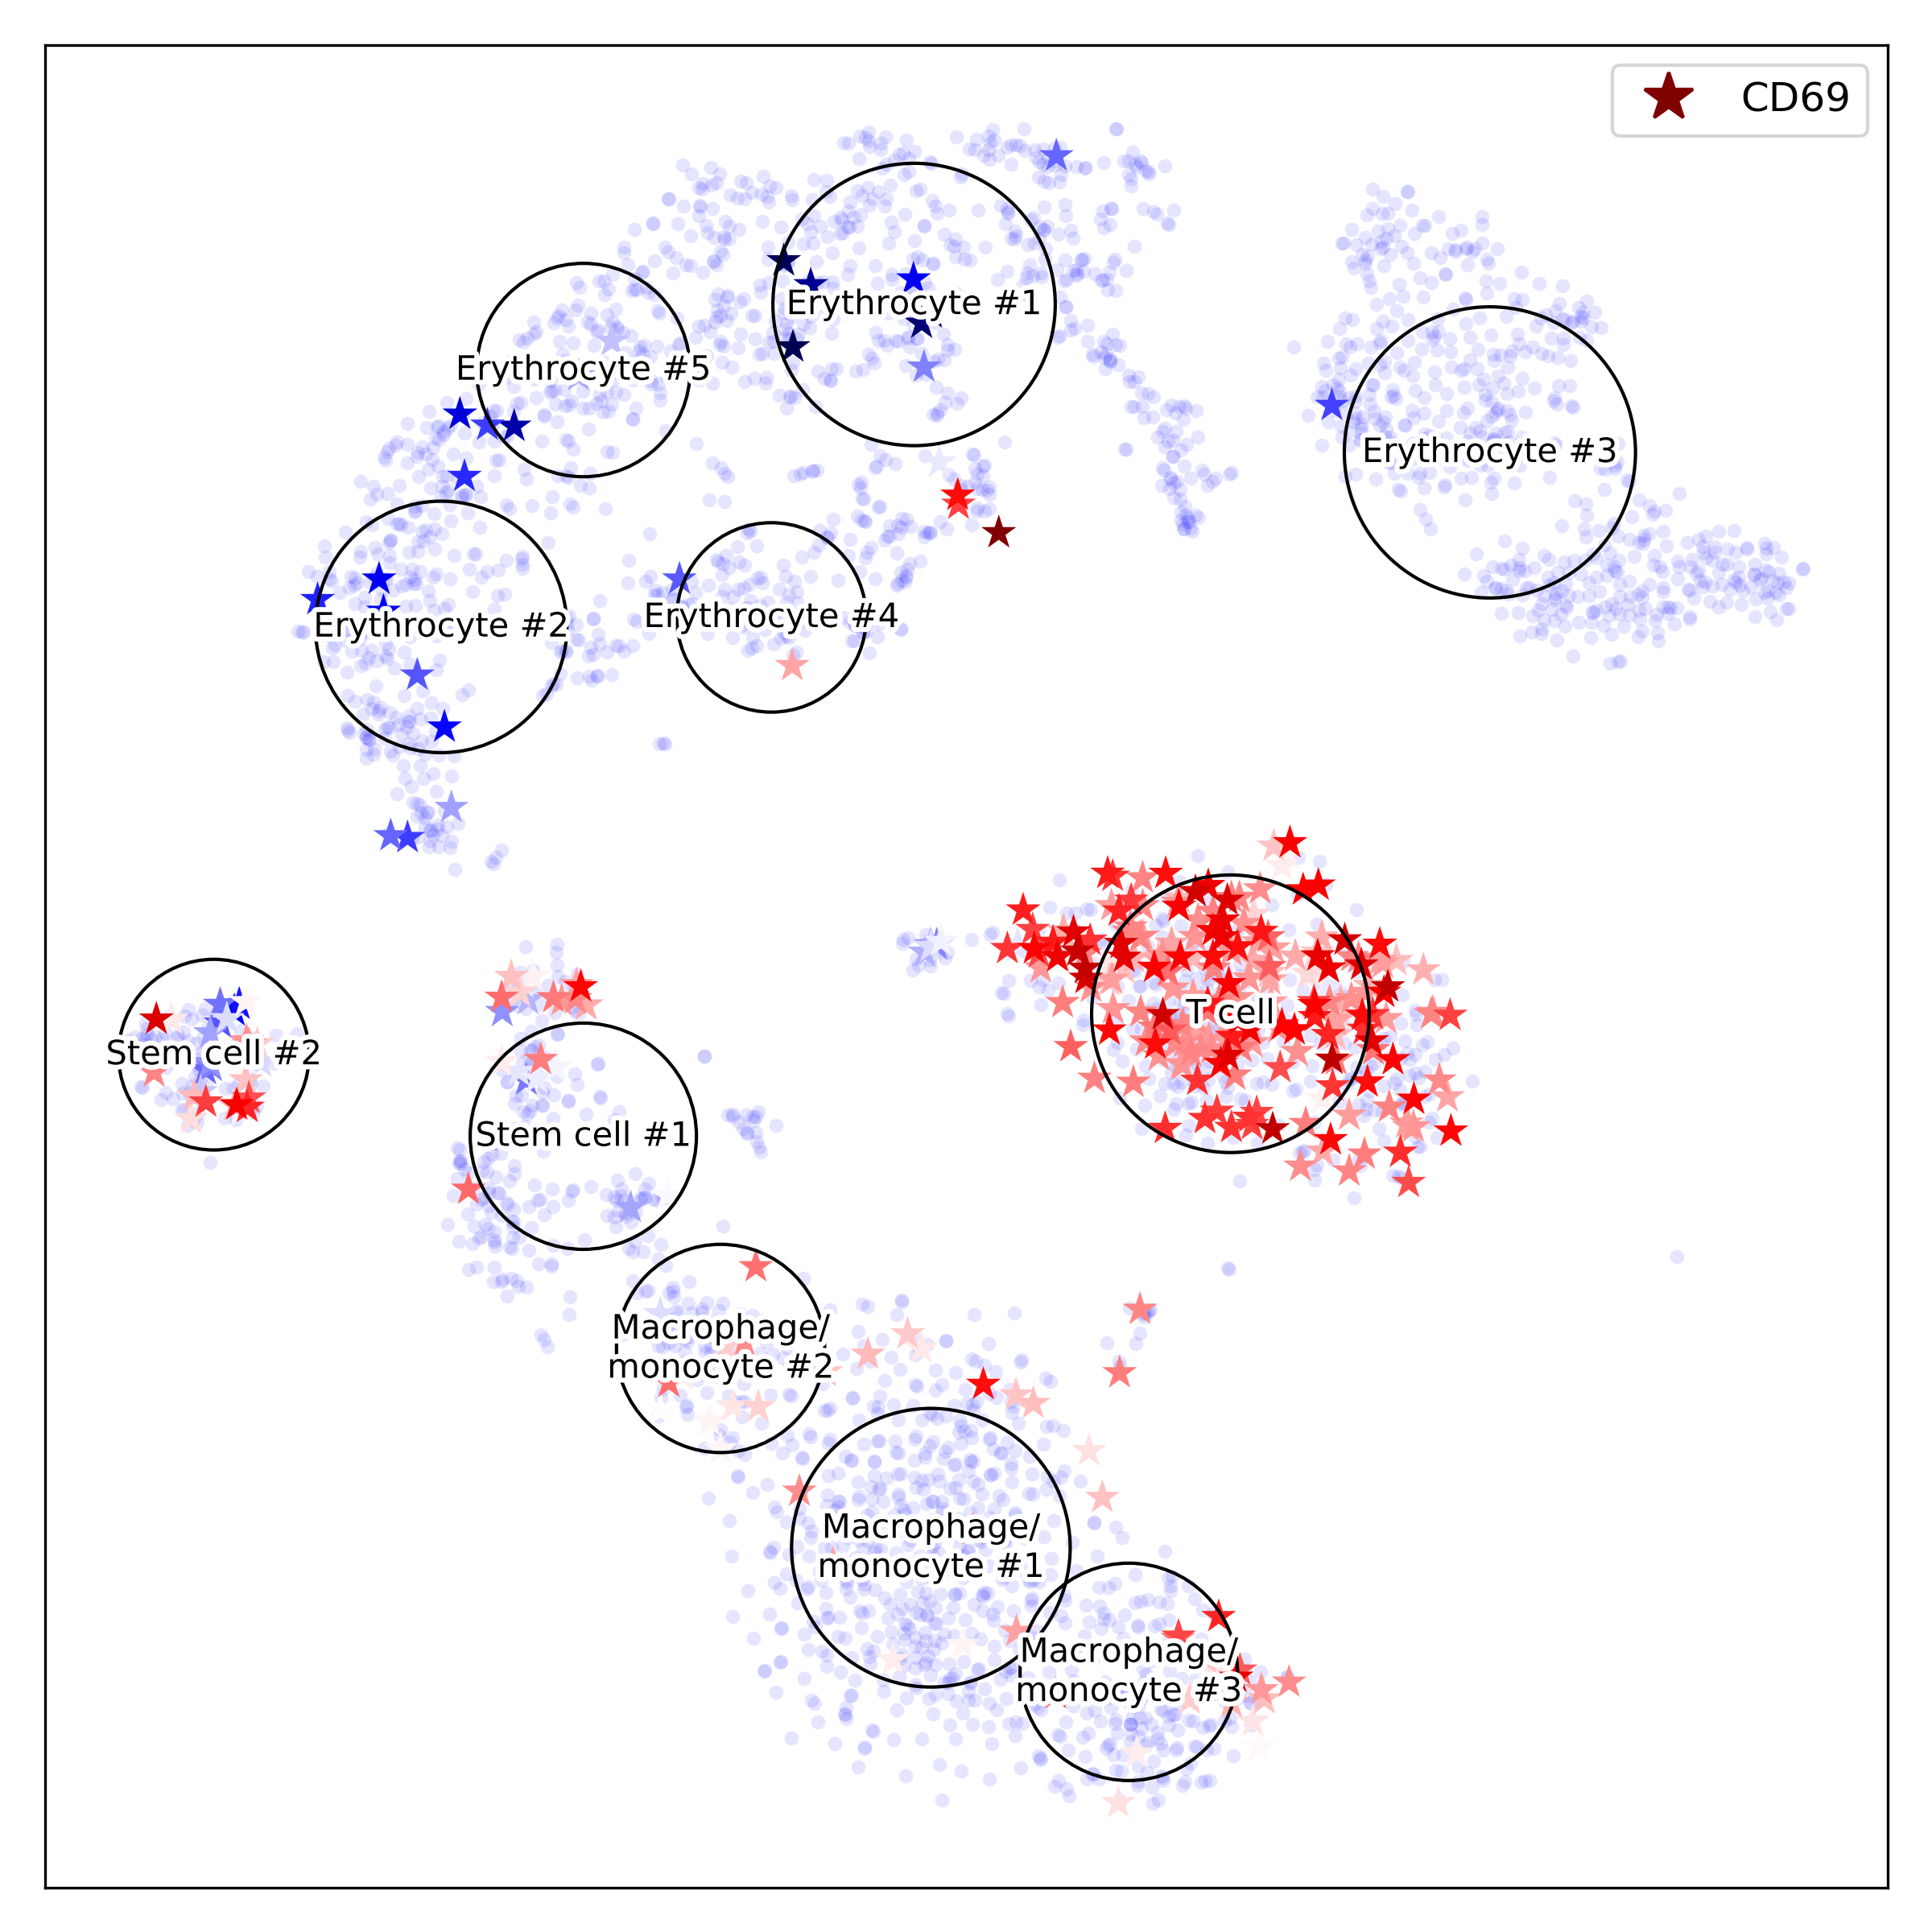 CD69
Erythrocyte #1
Erythrocyte #5
Erythrocyte #3
Erythrocyte #2
Erythrocyte #4
T cell
Stem cell #2
Stem cell #1
Macrophage/
monocyte #2
Macrophage/
monocyte #1
Macrophage/
monocyte #3